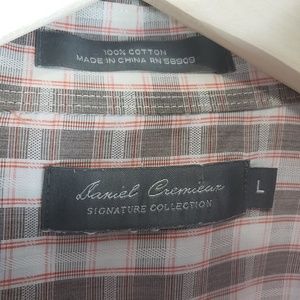 100% COTTON
MADE IN CHINA RN 58909
Daniel Cremieux
SIGNATURE COLLECTION
L